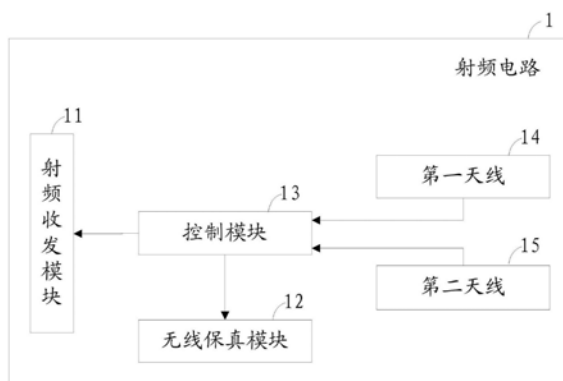 1
射频电路
11
射频收发模块
14
第一天线
13
控制模块
15
第二天线
12
无线保真模块